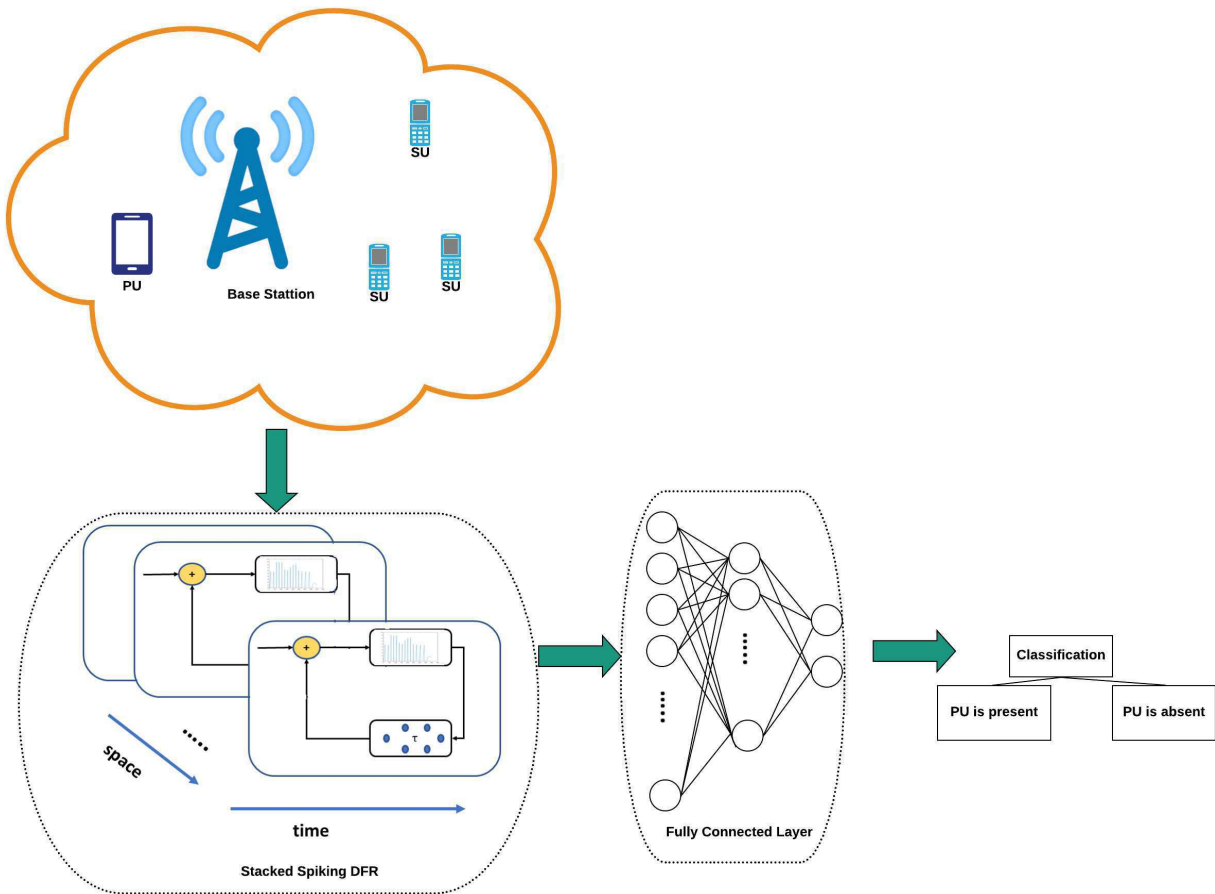 SU
PU
Base Stattion
SU
SU
+
+
τ
space
time
Stacked Spiking DFR
Fully Connected Layer
Classification
PU is present
PU is absent